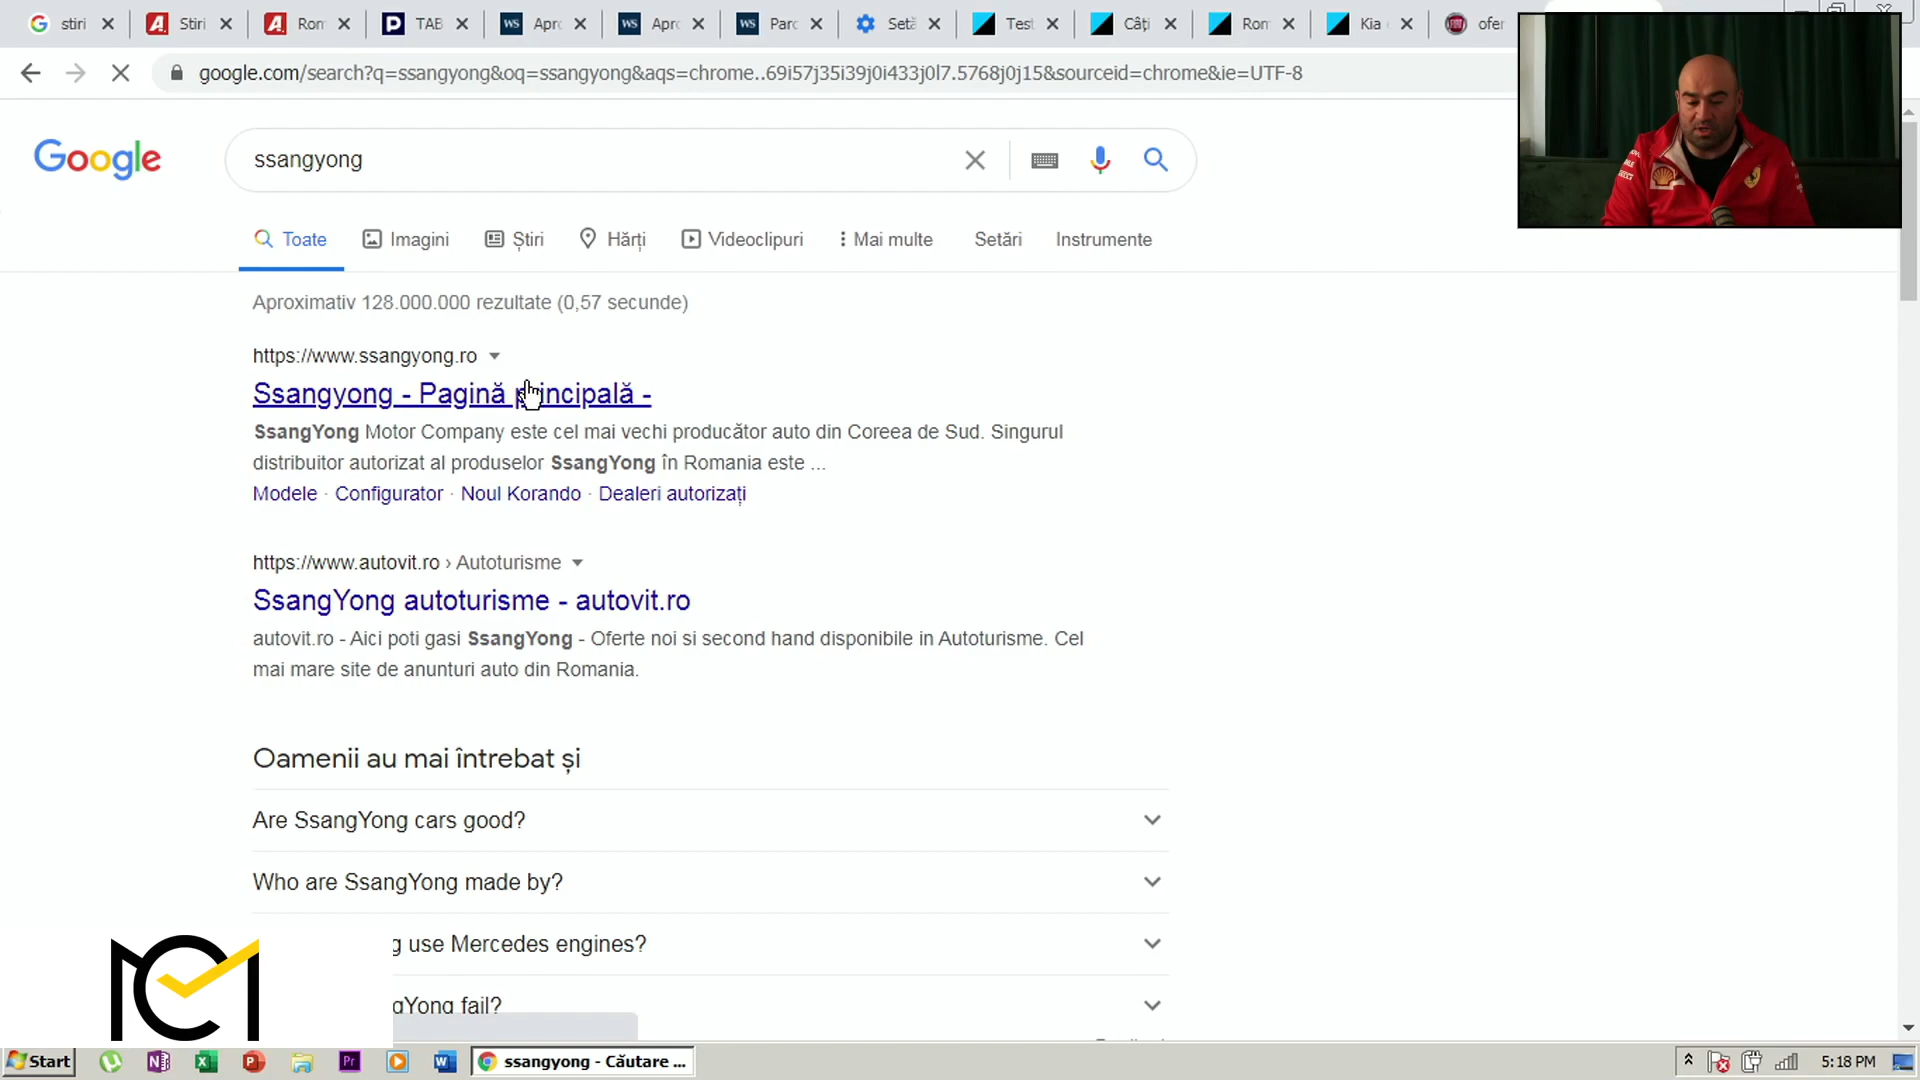 stiri
Stiri
Rom
TAB
Apro
Apro
Parc
Setă
Test
Câți
Rom
Kia
ofer
google.com/search?q=ssangyong&oq=ssangyong&aqs=chrome..69i57j35i39j0i433j0l7.5768j0j15&sourceid=chrome&ie=UTF-8
Google
ssangyong
Toate Imagini Știri Hărți Videoclipuri Mai multe Setări Instrumente
Aproximativ 128.000.000 rezultate (0,57 secunde)
https://www.ssangyong.ro
Ssangyong - Pagină principală -
SsangYong Motor Company este cel mai vechi producător auto din Coreea de Sud. Singurul
distribuitor autorizat al produselor SsangYong în Romania este ...
Modele · Configurator · Noul Korando · Dealeri autorizați
https://www.autovit.ro › Autoturisme
SsangYong autoturisme - autovit.ro
autovit.ro - Aici poti gasi SsangYong - Oferte noi si second hand disponibile in Autoturisme. Cel
mai mare site de anunturi auto din Romania.
Oamenii au mai întrebat și
Are SsangYong cars good?
Who are SsangYong made by?
g use Mercedes engines?
gYong fail?
Start
ssangyong - Căutare ...
5:18 PM